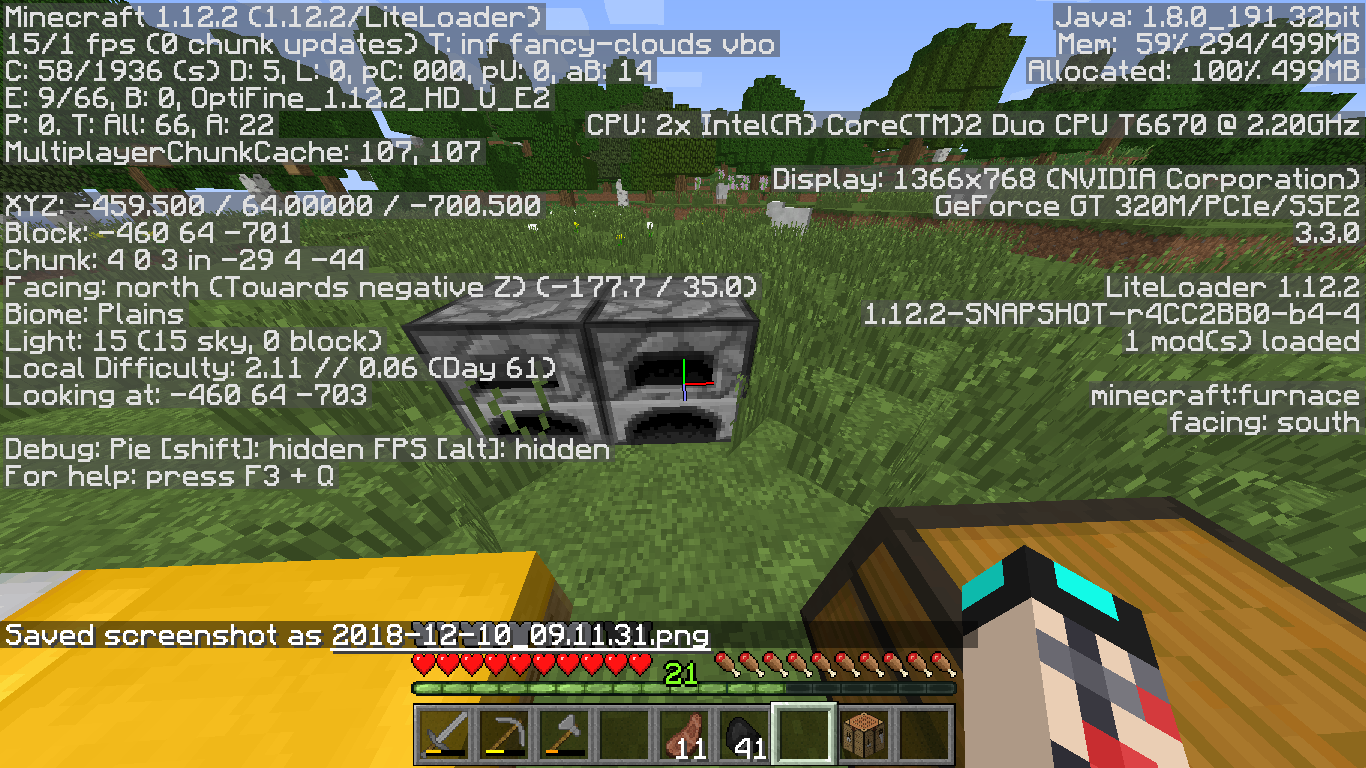 Minecraft 1.12.2 (1.12.2/LiteLoader)
15/1 fps (0 chunk updates) T: inf fancy-clouds vbo
C: 58/1936 (s) D: 5, L: 0, pC: 000, pU: 0, aB: 14
E: 9/66, B: 0, OptiFine_1.12.2_HD_U_E2
P: 0. T: All: 66, A: 22
MultiplayerChunkCache: 107, 107
XYZ: -459.500 / 64.00000 / -700.500
Block: -460 64 -701
Chunk: 4 0 3 in -29 4 -44
Facing: north (Towards negative Z) (-177.7 / 35.0)
Biome: Plains
Light: 15 (15 sky, 0 block)
Local Difficulty: 2.11 // 0.06 (Day 61)
Looking at: -460 64 -703
Debug: Pie [shift]: hidden FPS [alt]: hidden
For help: press F3 + Q
Java: 1.8.0_191 32bit
Mem: 59% 294/499MB
Allocated: 100% 499MB
CPU: 2x Intel(R) Core(TM)2 Duo CPU T6670 @ 2.20GHz
Display: 1366x768 (NVIDIA Corporation)
GeForce GT 320M/PCIe/SSE2
3.3.0
LiteLoader 1.12.2
1.12.2-SNAPSHOT-r4CC2BB0-b4-4
1 mod(s) loaded
minecraft:furnace
facing: south
Saved screenshot as 2018-12-10_09.11.31.png
21
11
41